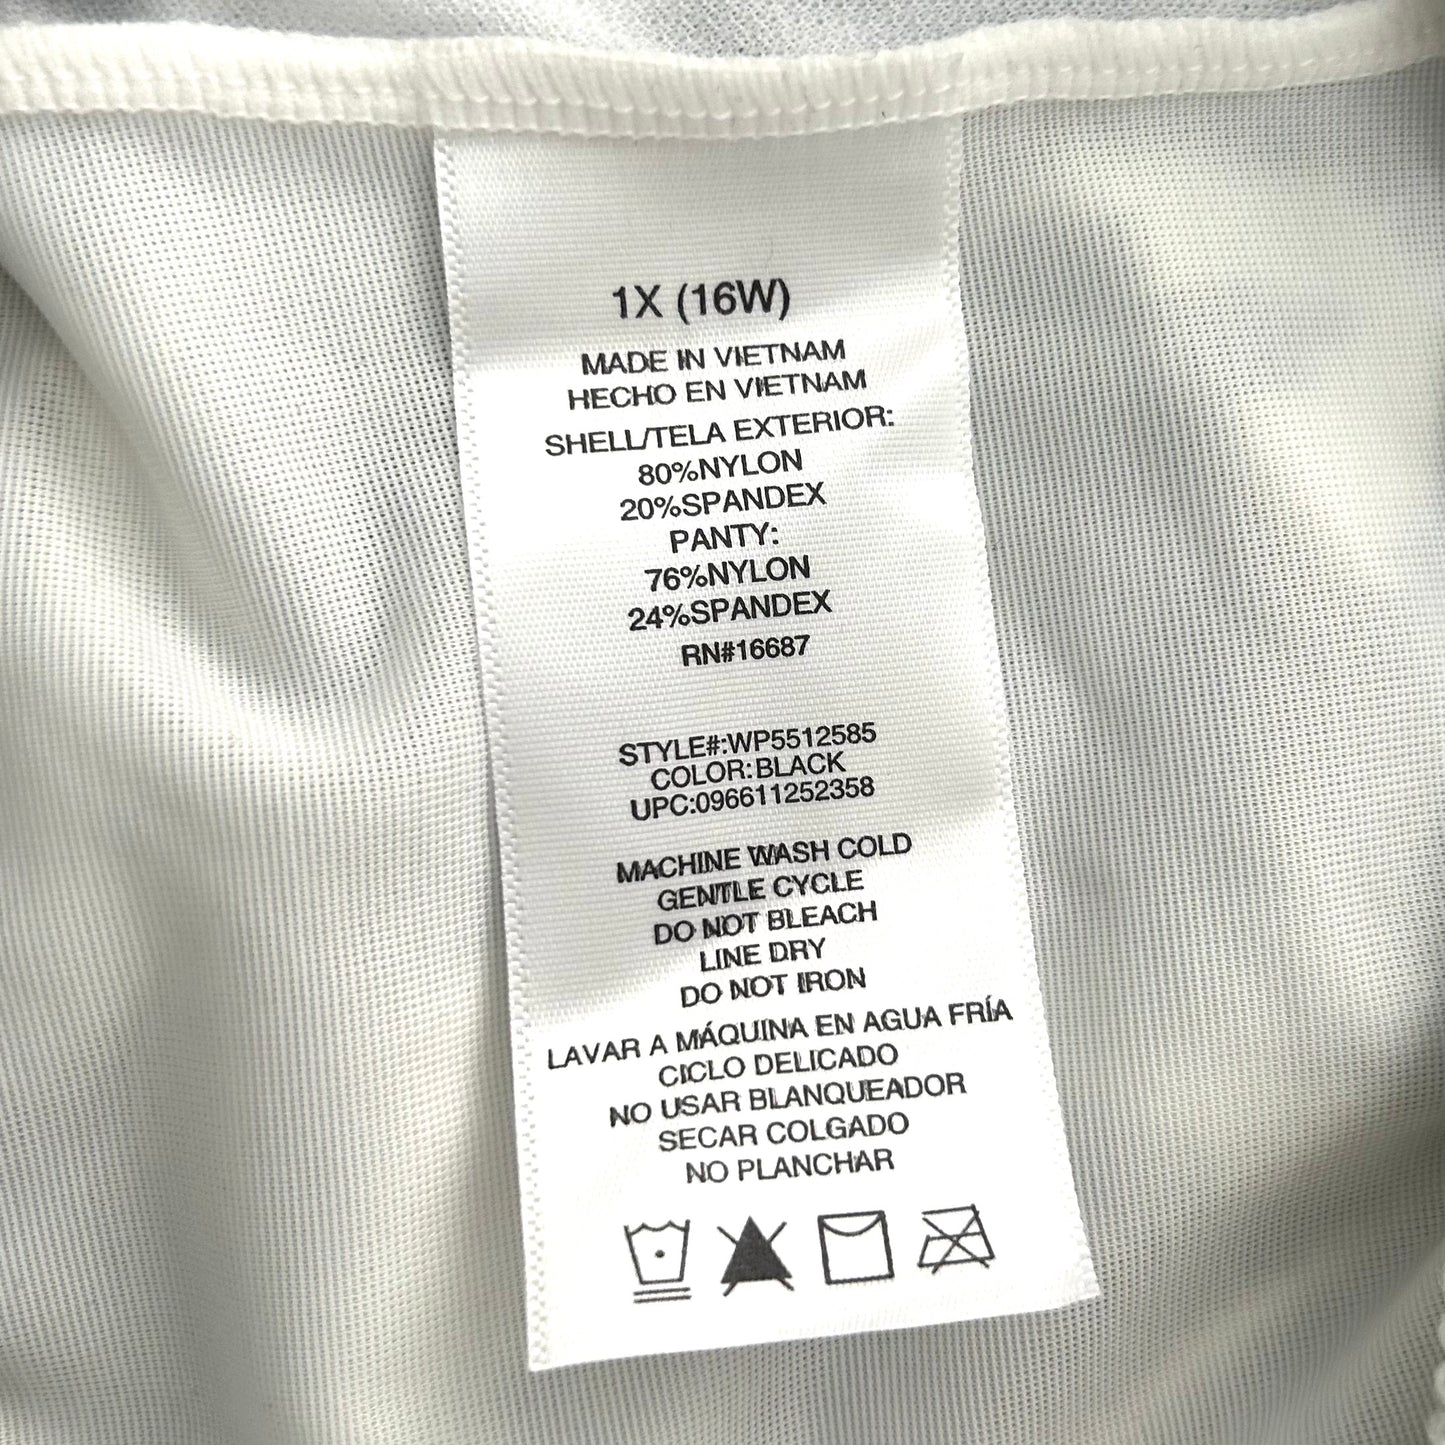 1X (16W)
MADE IN VIETNAM
HECHO EN VIETNAM
SHELL/TELA EXTERIOR:
80%NYLON
20%SPANDEX
PANTY:
76%NYLON
24%SPANDEX
RN#16687
STYLE#:WP5512585
COLOR:BLACK
UPC:096611252358
MACHINE WASH COLD
GENTLE CYCLE
DO NOT BLEACH
LINE DRY
DO NOT IRON
LAVAR A MÁQUINA EN AGUA FRÍA
CICLO DELICADO
NO USAR BLANQUEADOR
SECAR COLGADO
NO PLANCHAR